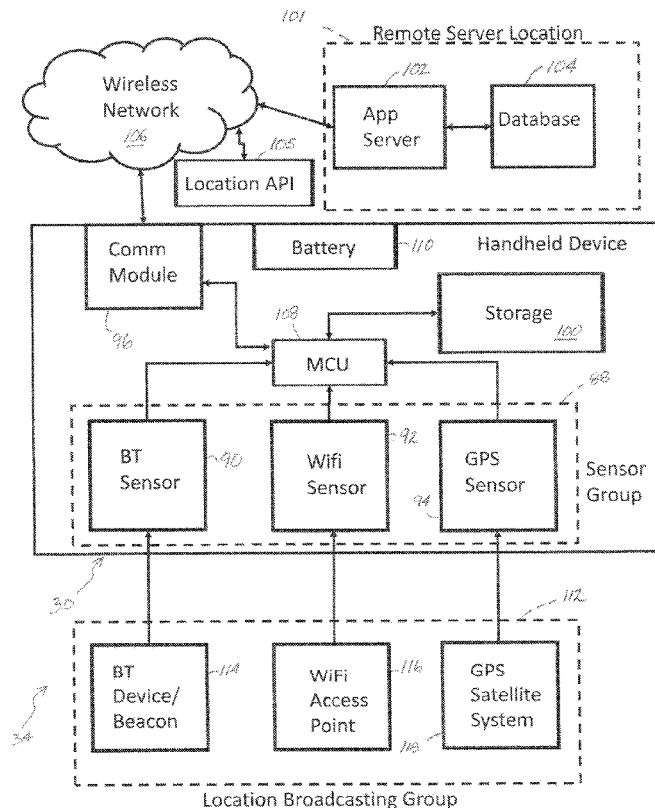 101
Remote Server Location
Wireless
Network
106
102
App
Server
104
Database
105
Location API
Comm
Module
96
Battery
110
Handheld Device
Storage
100
108
MCU
88
BT
Sensor
90
Wifi
Sensor
92
GPS
Sensor
94
Sensor
Group
30
112
34
BT
Device/
Beacon
114
WiFi
Access
Point
116
GPS
Satellite
System
118
Location Broadcasting Group